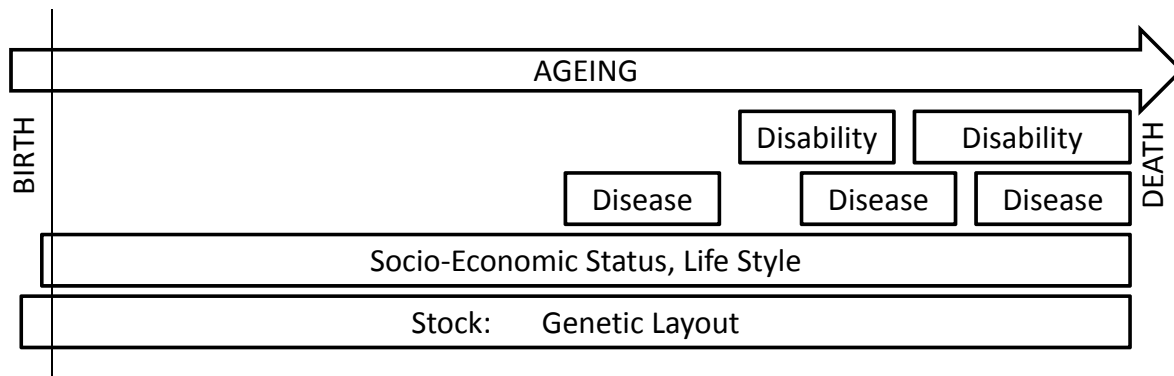 AGEING
BIRTH
Disability
Disability
DEATH
Disease
Disease
Disease
Socio-Economic Status, Life Style
Stock: Genetic Layout